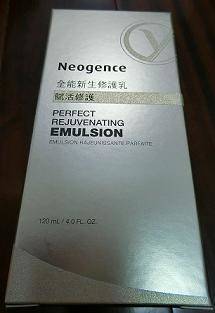 Neogence
全能新生修護乳
賦活修護
PERFECT
REJUVENATING
EMULSION
EMULSION RAJEUNISSANTE PARFAITE
120 mL / 4.0 FL. OZ.